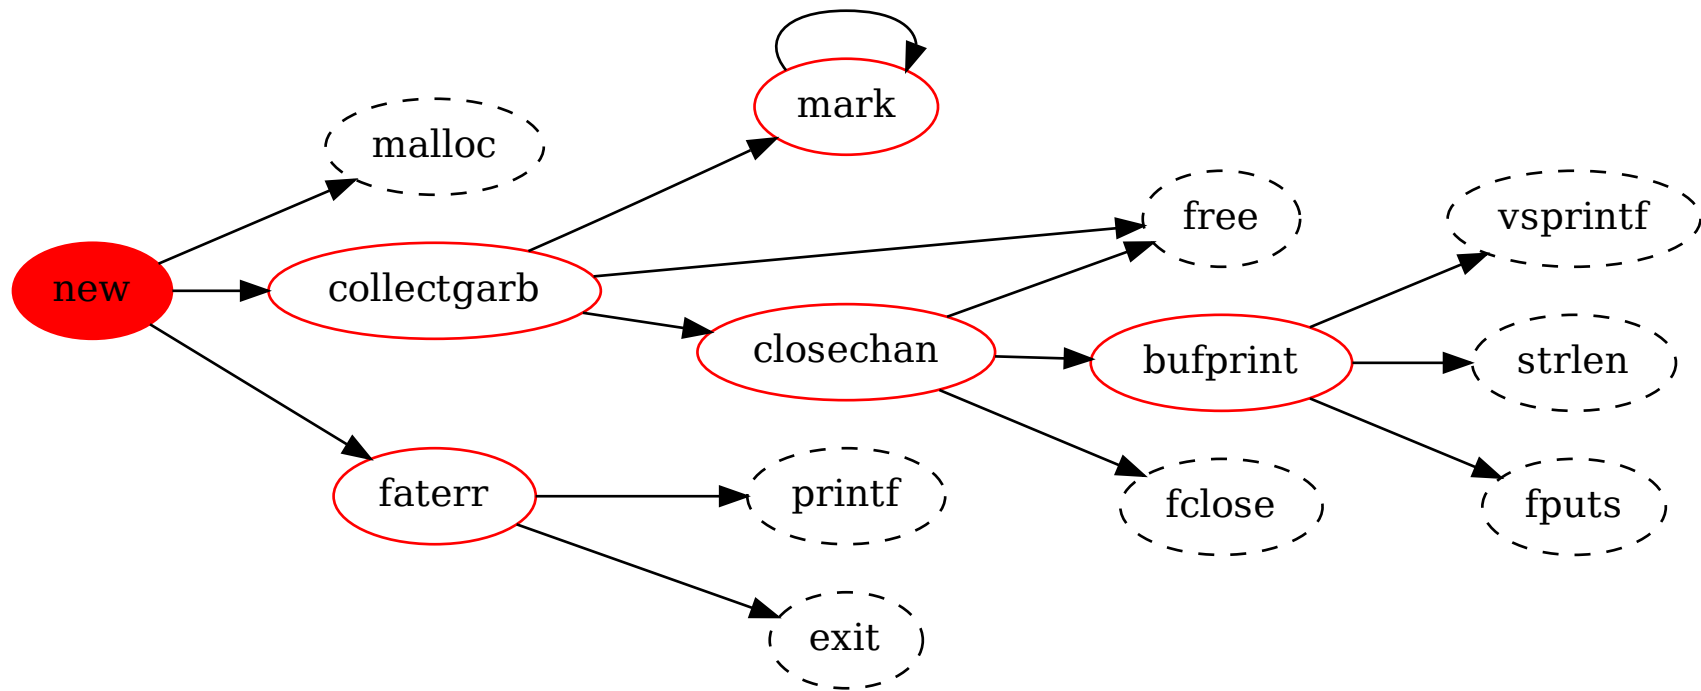 new
malloc
collectgarb
faterr
mark
closechan
printf
exit
free
bufprint
fclose
vsprintf
strlen
fputs